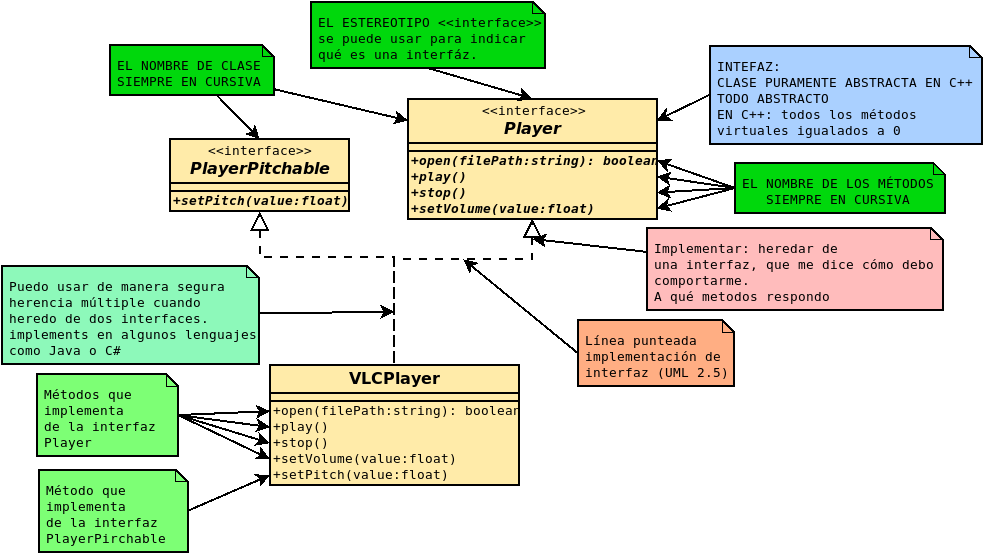 EL ESTEREOTIPO <<interface>>
se puede usar para indicar
qué es una interfáz.
EL NOMBRE DE CLASE
SIEMPRE EN CURSIVA
INTEFAZ:
CLASE PURAMENTE ABSTRACTA EN C++
TODO ABSTRACTO
EN C++: todos los métodos
virtuales igualados a 0
<<interface>>
Player
+open(filePath:string): boolean
+play()
+stop()
+setVolume(value:float)
<<interface>>
PlayerPitchable
+setPitch(value:float)
EL NOMBRE DE LOS MÉTODOS
SIEMPRE EN CURSIVA
Implementar: heredar de
una interfaz, que me dice cómo debo
comportarme.
A qué metodos respondo
Puedo usar de manera segura
herencia múltiple cuando
heredo de dos interfaces.
implements en algunos lenguajes
como Java o C#
Línea punteada
implementación de
interfaz (UML 2.5)
VLCPlayer
+open(filePath:string): boolean
+play()
+stop()
+setVolume(value:float)
+setPitch(value:float)
Métodos que
implementa
de la interfaz
Player
Método que
implementa
de la interfaz
PlayerPirchable